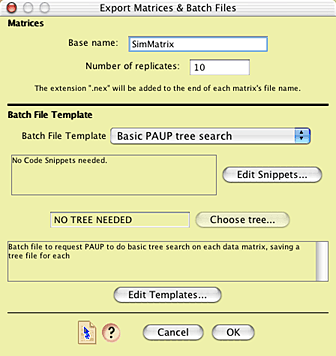 Export Matrices & Batch Files
Matrices
Base name: SimMatrix
Number of replicates: 10
The extension ".nex" will be added to the end of each matrix's file name.
Batch File Template
Batch File Template Basic PAUP tree search
No Code Snippets needed.
Edit Snippets...
NO TREE NEEDED Choose tree...
Batch file to request PAUP to do basic tree search on each data matrix, saving a
tree file for each
Edit Templates...
? Cancel OK